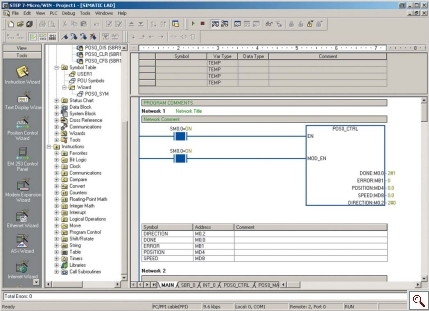 STEP 7-Micro/WIN - Project1 - [SIMATIC LAD]
File Edit View PLC Debug Tools Windows Help
View
Tools
Instruction Wizard
Text Display Wizard
Position Control Wizard
EM 253 Control Panel
Modem Expansion Wizard
Ethernet Wizard
AS-i Wizard
Internet Wizard
POS0_DIS (SBR
POS0_CLR (SBR
POS0_CFG (SBR
Symbol Table
USER1
POU Symbols
Wizard
POS0_SYM
Status Chart
Data Block
System Block
Cross Reference
Communications
Wizards
Tools
Instructions
Favorites
Bit Logic
Clock
Communications
Compare
Convert
Counters
Floating-Point Math
Integer Math
Interrupt
Logical Operations
Move
Program Control
Shift/Rotate
String
Table
Timers
Libraries
Call Subroutines
Symbol Var Type Data Type Comment
TEMP
TEMP
TEMP
TEMP
PROGRAM COMMENTS
Network 1 Network Title
Network Comment
SM0.0=ON
POS0_CTRL
EN
SM0.0=ON
MOD_EN
DONE:M0.0
ERROR:MB1
POSITION:MD4
SPEED:MD8
DIRECTION:M0.2
Symbol Address Comment
DIRECTION M0.2
DONE M0.0
ERROR MB1
POSITION MD4
SPEED MD8
Network 2
MAIN SBR_0 INT_0 POS0_CTRL POS0_MA
Total Errors: 0
Ready PC/PPI cable(PPI) 9.6 kbps Local: 0, COM1 Remote: 2, Port 0 RUN